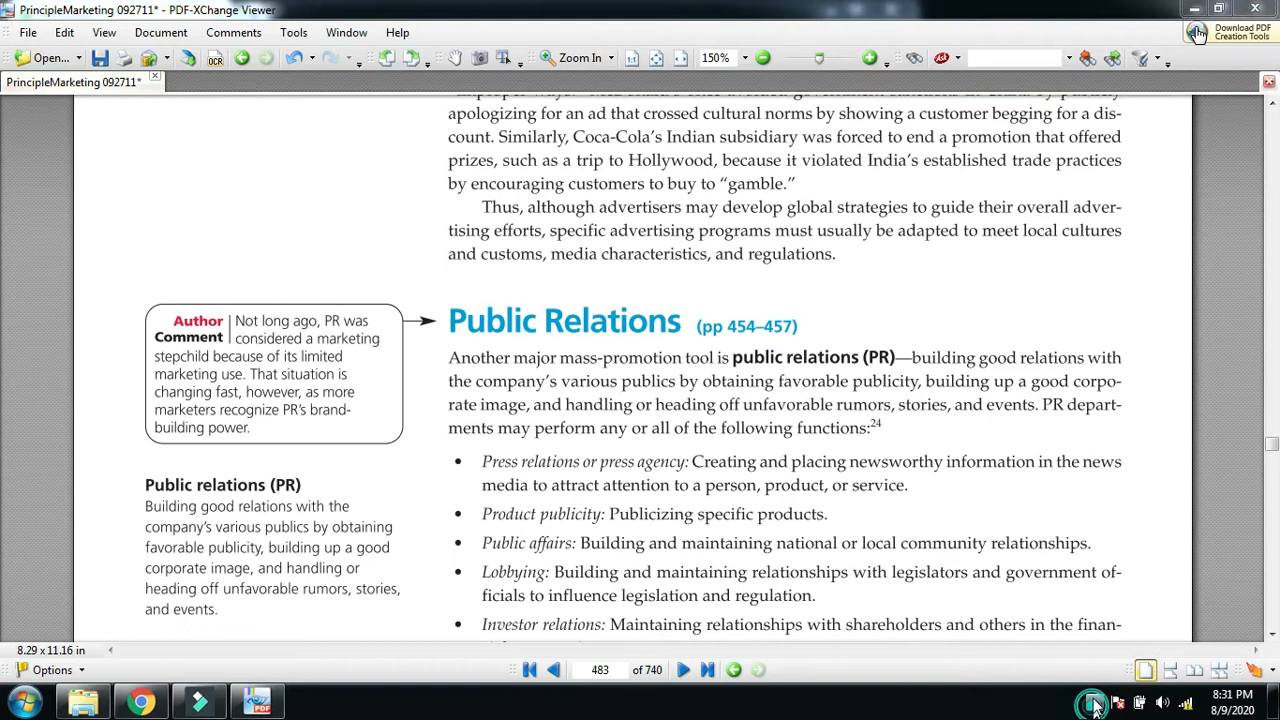 PrincipleMarketing 092711* - PDF-XChange Viewer
File Edit View Document Comments Tools Window Help
Download PDF
Creation Tools
Open... OCR Zoom In 150%
PrincipleMarketing 092711*
apologizing for an ad that crossed cultural norms by showing a customer begging for a dis-
count. Similarly, Coca-Cola's Indian subsidiary was forced to end a promotion that offered
prizes, such as a trip to Hollywood, because it violated India's established trade practices
by encouraging customers to buy to “gamble.”
Thus, although advertisers may develop global strategies to guide their overall adver-
tising efforts, specific advertising programs must usually be adapted to meet local cultures
and customs, media characteristics, and regulations.
Author Comment
Not long ago, PR was
considered a marketing
stepchild because of its limited
marketing use. That situation is
changing fast, however, as more
marketers recognize PR's brand-
building power.
Public Relations (pp 454–457)
Another major mass-promotion tool is public relations (PR)—building good relations with
the company's various publics by obtaining favorable publicity, building up a good corpo-
rate image, and handling or heading off unfavorable rumors, stories, and events. PR depart-
ments may perform any or all of the following functions:24
• Press relations or press agency: Creating and placing newsworthy information in the news
media to attract attention to a person, product, or service.
• Product publicity: Publicizing specific products.
• Public affairs: Building and maintaining national or local community relationships.
• Lobbying: Building and maintaining relationships with legislators and government of-
ficials to influence legislation and regulation.
• Investor relations: Maintaining relationships with shareholders and others in the finan-
Public relations (PR)
Building good relations with the
company's various publics by obtaining
favorable publicity, building up a good
corporate image, and handling or
heading off unfavorable rumors, stories,
and events.
8.29 x 11.16 in
Options 483 of 740
8:31 PM
8/9/2020